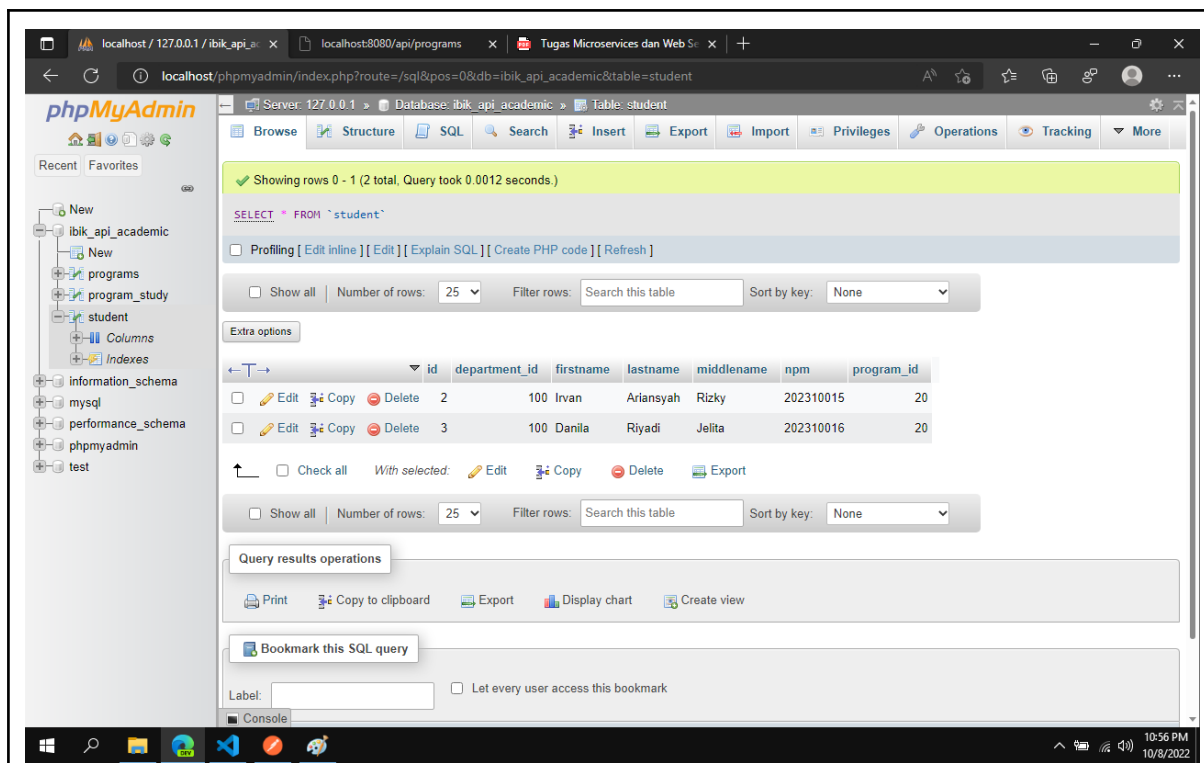 localhost / 127.0.0.1 / ibik_api_ac
localhost:8080/api/programs
Tugas Microservices dan Web Se
localhost/phpmyadmin/index.php?route=/sql&pos=0&db=ibik_api_academic&table=student
phpMyAdmin
Recent Favorites
New
ibik_api_academic
New
programs
program_study
student
Columns
Indexes
information_schema
mysql
performance_schema
phpmyadmin
test
Server: 127.0.0.1 » Database: ibik_api_academic » Table: student
Browse Structure SQL Search Insert Export Import Privileges Operations Tracking More
Showing rows 0 - 1 (2 total, Query took 0.0012 seconds.)
SELECT * FROM `student`
Profiling [ Edit inline ] [ Edit ] [ Explain SQL ] [ Create PHP code ] [ Refresh ]
Show all | Number of rows: 25 Filter rows: Search this table Sort by key: None
Extra options
←T→ id department_id firstname lastname middlename npm program_id
Edit Copy Delete 2 100 Irvan Ariansyah Rizky 202310015 20
Edit Copy Delete 3 100 Danila Riyadi Jelita 202310016 20
Check all With selected: Edit Copy Delete Export
Show all | Number of rows: 25 Filter rows: Search this table Sort by key: None
Query results operations
Print Copy to clipboard Export Display chart Create view
Bookmark this SQL query
Label: Let every user access this bookmark
Console
DEV
10:56 PM
10/8/2022